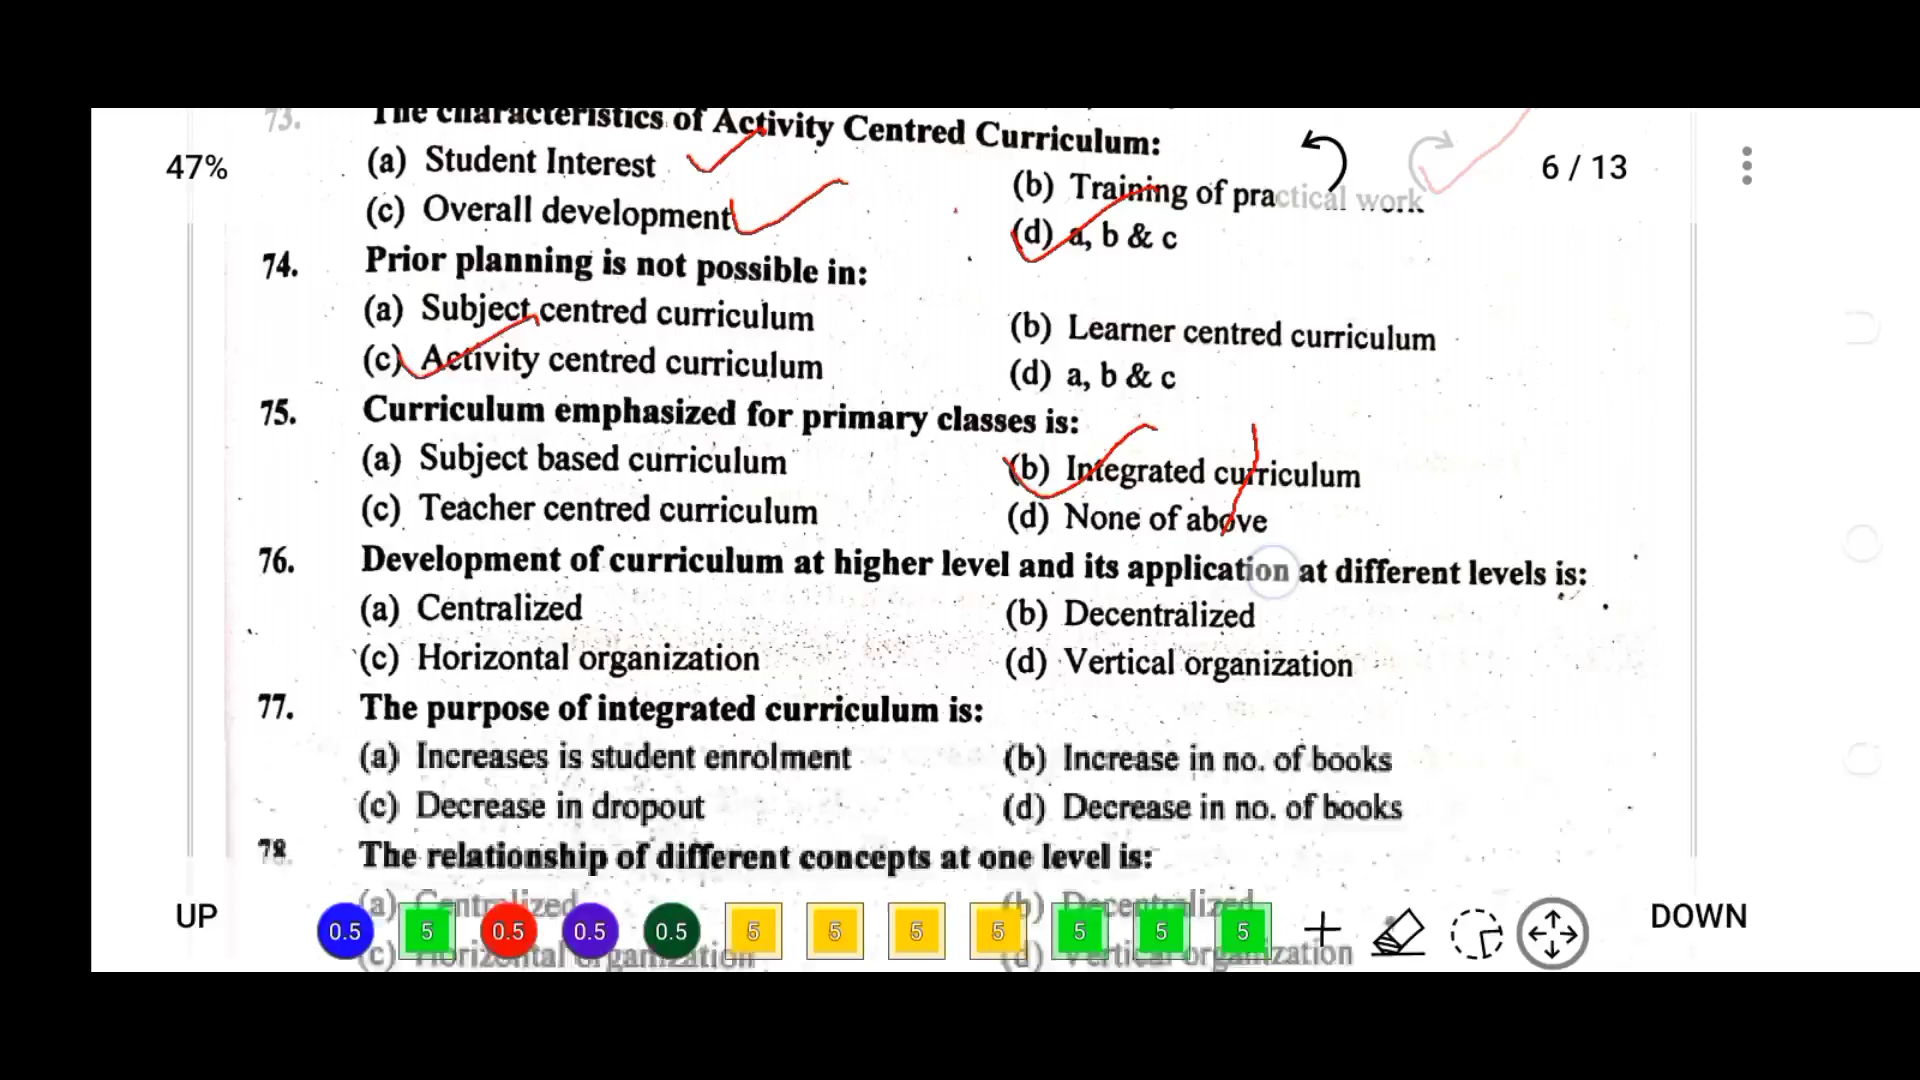 73. The characteristics of Activity Centred Curriculum:
47%
6 / 13
(a) Student Interest
(b) Training of practical work
(c) Overall development
(d) a, b & c
74. Prior planning is not possible in:
(a) Subject centred curriculum
(b) Learner centred curriculum
(c) Activity centred curriculum
(d) a, b & c
75. Curriculum emphasized for primary classes is:
(a) Subject based curriculum
(b) Integrated curriculum
(c) Teacher centred curriculum
(d) None of above
76. Development of curriculum at higher level and its application at different levels is:
(a) Centralized
(b) Decentralized
(c) Horizontal organization
(d) Vertical organization
77. The purpose of integrated curriculum is:
(a) Increases is student enrolment
(b) Increase in no. of books
(c) Decrease in dropout
(d) Decrease in no. of books
78. The relationship of different concepts at one level is:
(a) Centralized
(b) Decentralized
UP
0.5 5 0.5 0.5 0.5 5 5 5 5 5 5 5
DOWN
(c) Horizontal organization
(d) Vertical organization